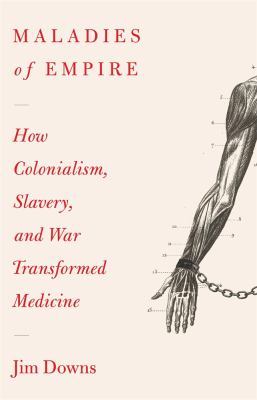 MALADIES
of EMPIRE
How
Colonialism,
Slavery,
and War
Transformed
Medicine
Jim Downs